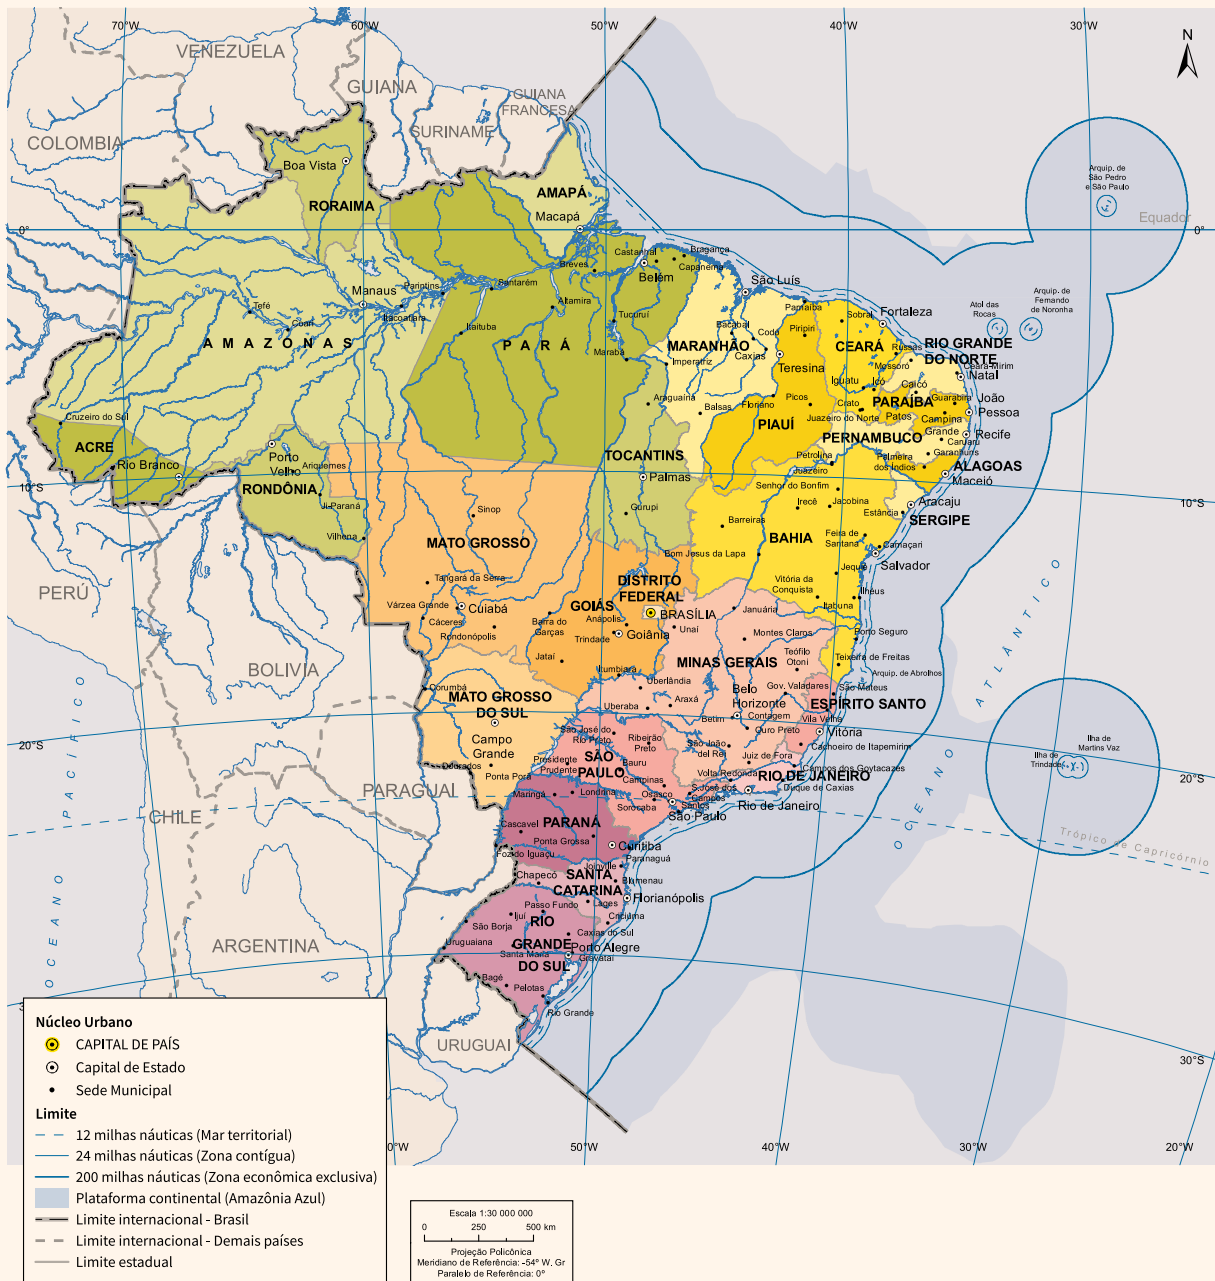 70°W
60°W
50°W
40°W
30°W
N
VENEZUELA
GUIANA
GUIANA
FRANCESA
SURINAME
COLOMBIA
Boa Vista
RORAIMA
AMAPÁ
Macapá
Arquip. de
São Pedro
e São Paulo
Equador
0°
0°
Castanhal
Bragança
Capanema
Breves
Belém
São Luís
Manaus
Parintins
Santarém
Tefé
Coari
Itacoatiara
Altamira
Itaituba
Tucuruí
AMAZONAS
PARÁ
Marabá
Parnaíba
Sobral
Fortaleza
Atol das
Rocas
Arquip. de
Fernando
de Noronha
Bacabal
Codó
Piripiri
MARANHÃO
Caxias
Teresina
CEARÁ
Russas
RIO GRANDE
DO NORTE
Mossoró
Ceará-Mirim
Natal
Imperatriz
Iguatu
Icó
Caicó
Araguaína
Balsas
Floriano
Picos
Crato
Juazeiro do Norte
PARAÍBA
Patos
Guarabira
João
Pessoa
Campina
Grande
PIAUÍ
PERNAMBUCO
Caruaru
Recife
Garanhuns
Cruzeiro do Sul
ACRE
Rio Branco
Porto
Velho
Ariquemes
RONDÔNIA
Ji-Paraná
Vilhena
TOCANTINS
Palmas
Gurupi
Petrolina
Juazeiro
Palmeira
dos Índios
ALAGOAS
Maceió
10°S
10°S
Senhor do Bonfim
Irecê
Jacobina
Aracaju
Estância
SERGIPE
Sinop
MATO GROSSO
Barreiras
BAHIA
Feira de
Santana
Camaçari
Salvador
Bom Jesus da Lapa
Jequié
PERÚ
Tangará da Serra
DISTRITO
FEDERAL
Vitória da
Conquista
Ilhéus
Itabuna
Várzea Grande
Cuiabá
Cáceres
Rondonópolis
Barra do
Garças
GOIÁS
Anápolis
BRASÍLIA
Januária
Trindade
Goiânia
Unaí
Montes Claros
Porto Seguro
Jataí
MINAS GERAIS
Teófilo
Otoni
Teixeira de Freitas
BOLIVIA
Itumbiara
Arquip. de Abrolhos
Corumbá
MATO GROSSO
DO SUL
Uberlândia
Araxá
Uberaba
Belo
Horizonte
Gov. Valadares
São Mateus
ESPÍRITO SANTO
Betim
Contagem
Vila Velha
Vitória
Campo
Grande
São José do
Rio Preto
Ribeirão
Preto
São João
del Rei
Ouro Preto
Cachoeiro de Itapemirim
Ilha de
Martins Vaz
Ilha de
Trindade
20°S
20°S
Dourados
Ponta Porã
Presidente
Prudente
SÃO
PAULO
Bauru
Juiz de Fora
Campos dos Goytacazes
Volta Redonda
RIO DE JANEIRO
Duque de Caxias
PARAGUAI
Campinas
Maringá
Londrina
Osasco
S.José dos
Campos
Sorocaba
Santos
São Paulo
Rio de Janeiro
CHILE
PARANÁ
Cascavel
Ponta Grossa
Curitiba
Foz do Iguaçu
Paranaguá
Trópico de Capricórnio
OCEANO PACÍFICO
OCEANO ATLÂNTICO
Joinville
Chapecó
SANTA
CATARINA
Blumenau
Florianópolis
Passo Fundo
Lages
Ijuí
Criciúma
São Borja
RIO
GRANDE
DO SUL
Caxias do Sul
Uruguaiana
Santa Maria
Porto Alegre
Gravataí
ARGENTINA
Bagé
Pelotas
Rio Grande
URUGUAI
30°S
50°W
40°W
30°W
20°W
Núcleo Urbano
CAPITAL DE PAÍS
Capital de Estado
Sede Municipal
Limite
12 milhas náuticas (Mar territorial)
24 milhas náuticas (Zona contígua)
200 milhas náuticas (Zona econômica exclusiva)
Plataforma continental (Amazônia Azul)
Limite internacional - Brasil
Limite internacional - Demais países
Limite estadual
Escala 1:30 000 000
0 250 500 km
Projeção Policônica
Meridiano de Referência: -54° W. Gr
Paralelo de Referência: 0°